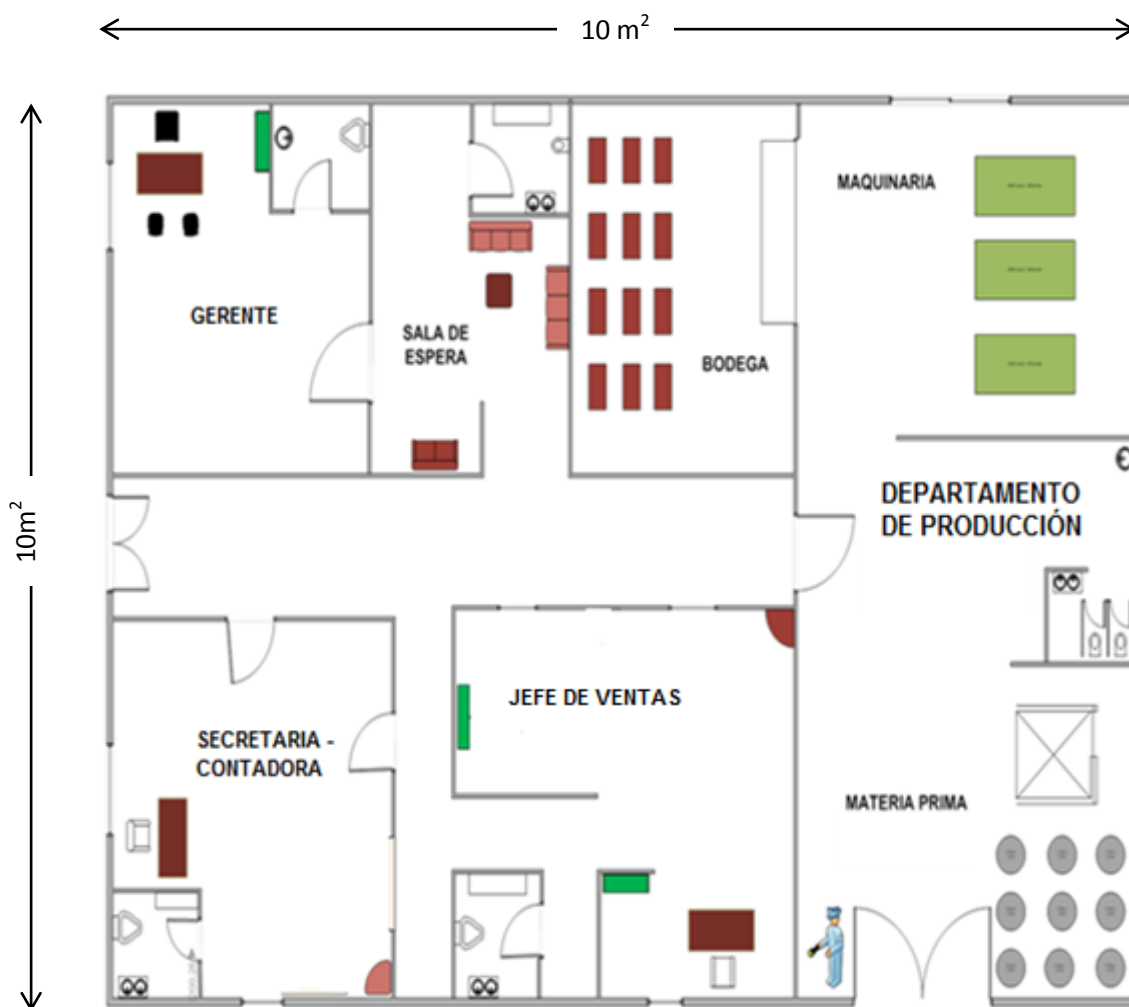 10 m²
10m²
MAQUINARIA
GERENTE
SALA DE
ESPERA
BODEGA
DEPARTAMENTO
DE PRODUCCIÓN
JEFE DE VENTAS
SECRETARIA -
CONTADORA
MATERIA PRIMA